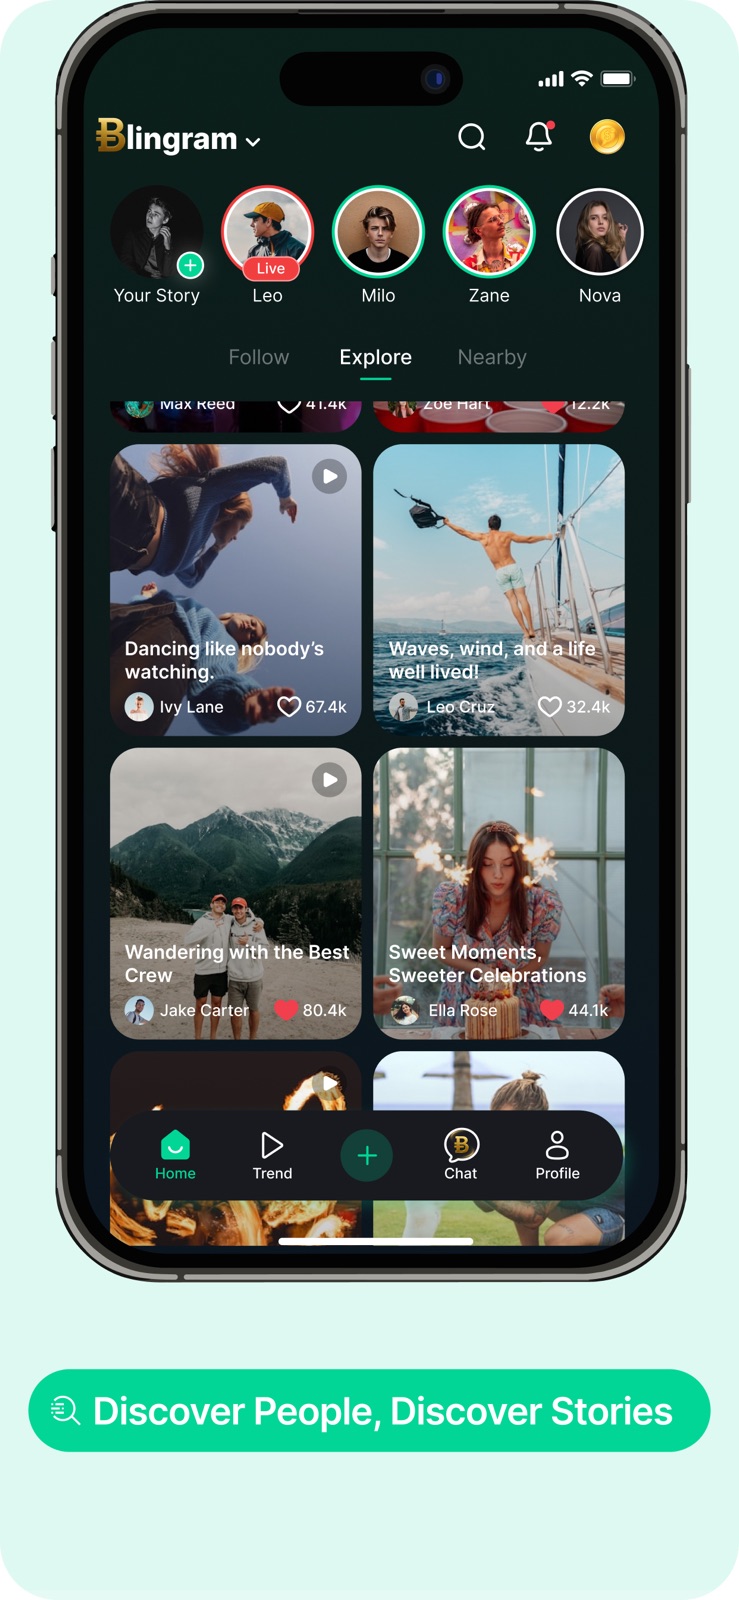 Blingram
Live
Your Story
Leo
Milo
Zane
Nova
Follow
Explore
Nearby
Max Reed
41.4k
Zoe Hart
12.2k
Dancing like nobody's
watching.
Ivy Lane
67.4k
Waves, wind, and a life
well lived!
Leo Cruz
32.4k
Wandering with the Best
Crew
Jake Carter
80.4k
Sweet Moments,
Sweeter Celebrations
Ella Rose
44.1k
Home
Trend
Chat
Profile
Discover People, Discover Stories